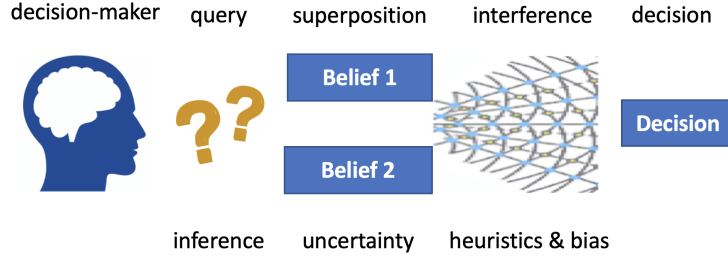 decision-maker query superposition interference decision
Belief 1
Belief 2
Decision
inference uncertainty heuristics & bias